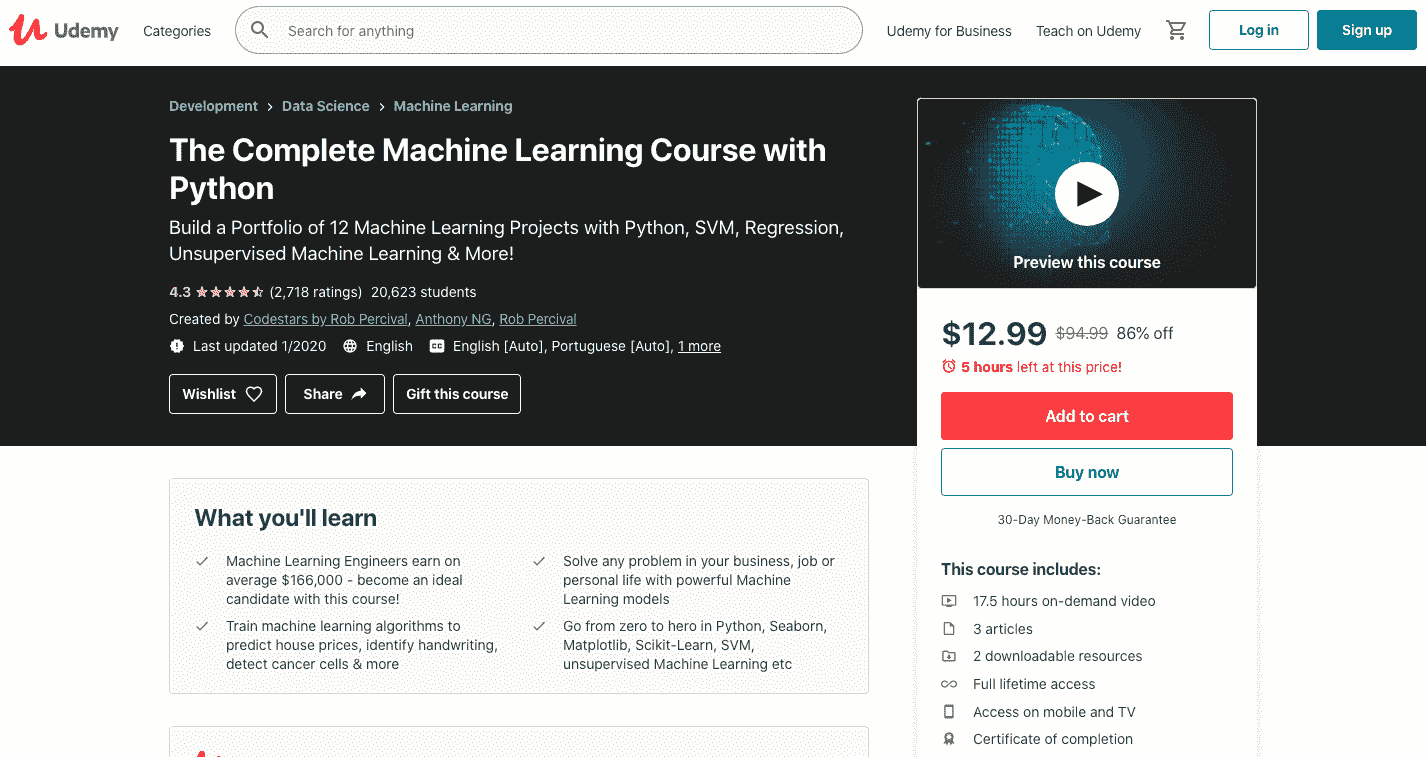 Udemy
Categories
Search for anything
Udemy for Business
Teach on Udemy
Log in
Sign up
Development > Data Science > Machine Learning
The Complete Machine Learning Course with
Python
Build a Portfolio of 12 Machine Learning Projects with Python, SVM, Regression,
Unsupervised Machine Learning & More!
4.3 (2,718 ratings) 20,623 students
Created by Codestars by Rob Percival, Anthony NG, Rob Percival
Last updated 1/2020 English CC English [Auto], Portuguese [Auto], 1 more
Wishlist
Share
Gift this course
Preview this course
$12.99 $94.99 86% off
5 hours left at this price!
Add to cart
Buy now
30-Day Money-Back Guarantee
This course includes:
17.5 hours on-demand video
3 articles
2 downloadable resources
Full lifetime access
Access on mobile and TV
Certificate of completion
What you'll learn
Machine Learning Engineers earn on
average $166,000 - become an ideal
candidate with this course!
Train machine learning algorithms to
predict house prices, identify handwriting,
detect cancer cells & more
Solve any problem in your business, job or
personal life with powerful Machine
Learning models
Go from zero to hero in Python, Seaborn,
Matplotlib, Scikit-Learn, SVM,
unsupervised Machine Learning etc